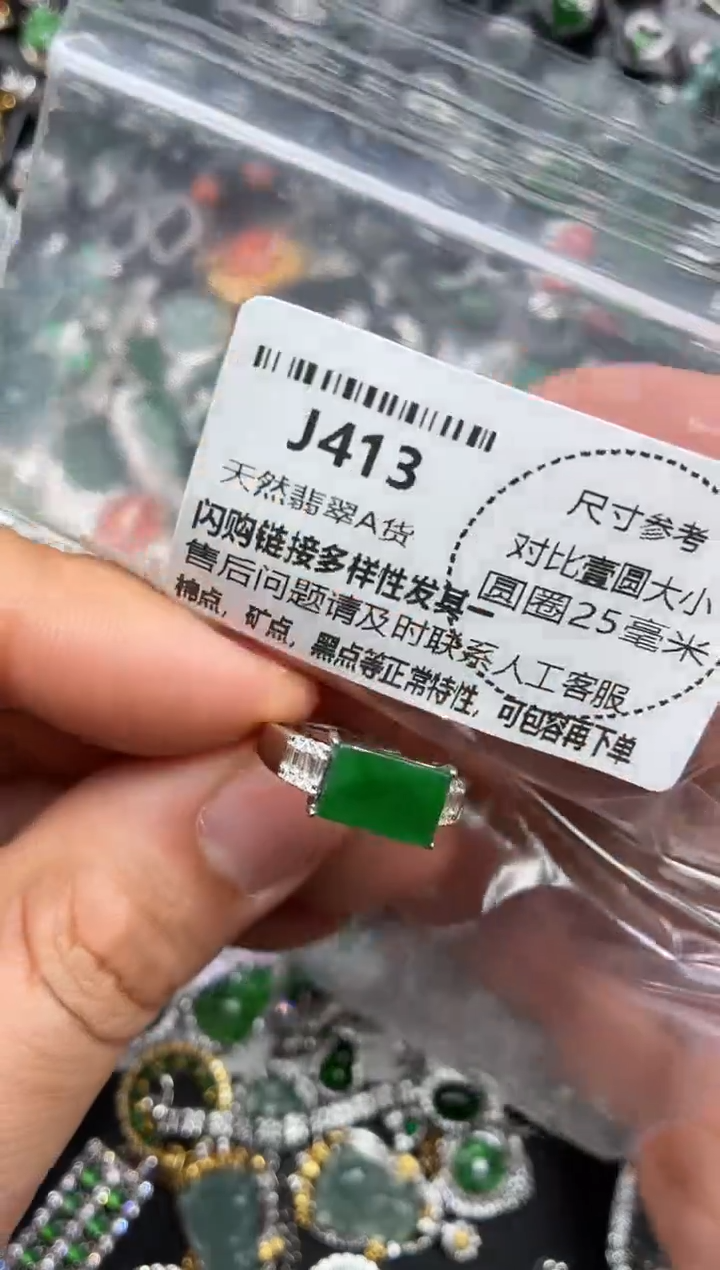 J413
天然翡翠A货
闪购链接多样性发其一
售后问题请及时联系人工客服
棉点，矿点，黑点等正常特性，可包容再下单
尺寸参考
对比壹圆大小
圆圈25毫米